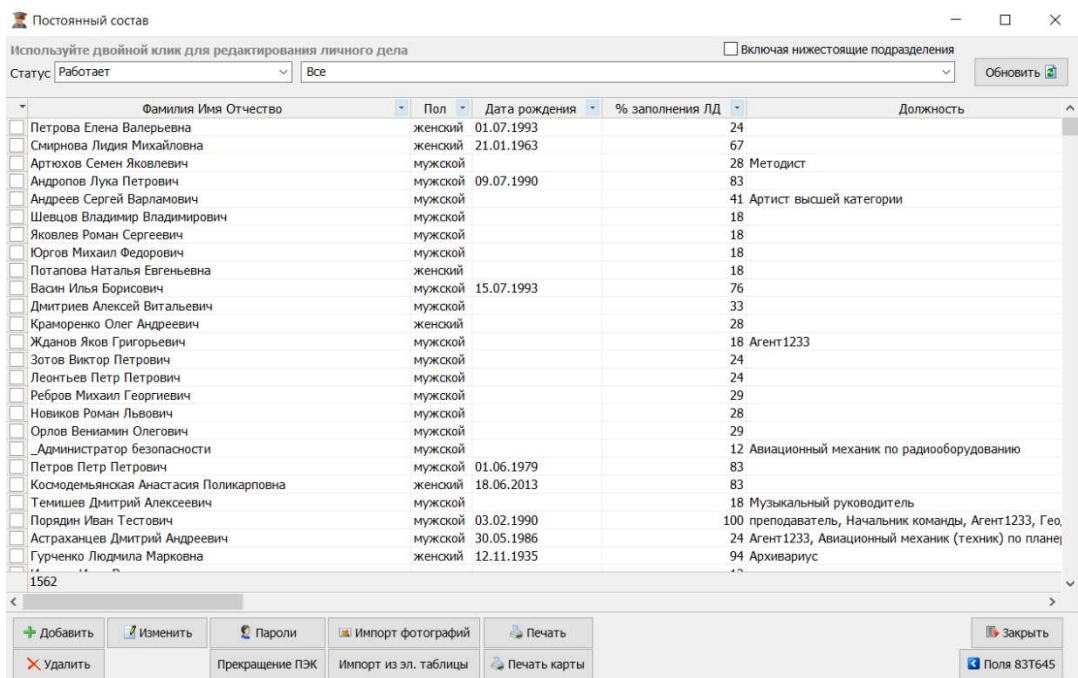 Постоянный состав
Используйте двойной клик для редактирования личного дела Включая нижестоящие подразделения
Статус Работает Все Обновить
Фамилия Имя Отчество Пол Дата рождения % заполнения ЛД Должность
Петрова Елена Валерьевна женский 01.07.1993 24
Смирнова Лидия Михайловна женский 21.01.1963 67
Артюхов Семен Яковлевич мужской 28 Методист
Андропов Лука Петрович мужской 09.07.1990 83
Андреев Сергей Варламович мужской 41 Артист высшей категории
Шевцов Владимир Владимирович мужской 18
Яковлев Роман Сергеевич мужской 18
Юргов Михаил Федорович мужской 18
Потапова Наталья Евгеньевна женский 18
Васин Илья Борисович мужской 15.07.1993 76
Дмитриев Алексей Витальевич мужской 33
Краморенко Олег Андреевич женский 28
Жданов Яков Григорьевич мужской 18 Агент1233
Зотов Виктор Петрович мужской 24
Леонтьев Петр Петрович мужской 24
Ребров Михаил Георгиевич мужской 29
Новиков Роман Львович мужской 28
Орлов Вениамин Олегович мужской 29
_Администратор безопасности мужской 12 Авиационный механик по радиооборудованию
Петров Петр Петрович мужской 01.06.1979 83
Космодемьянская Анастасия Поликарповна женский 18.06.2013 83
Темишев Дмитрий Алексеевич мужской 18 Музыкальный руководитель
Порядин Иван Тестович мужской 03.02.1990 100 преподаватель, Начальник команды, Агент1233, Гео
Астраханцев Дмитрий Андреевич мужской 30.05.1986 24 Агент1233, Авиационный механик (техник) по плане
Гурченко Людмила Марковна женский 12.11.1935 94 Архивариус
1562
Добавить Изменить Пароли Импорт фотографий Печать Закрыть
Удалить Прекращение ПЭК Импорт из эл. таблицы Печать карты Поля 83Т645